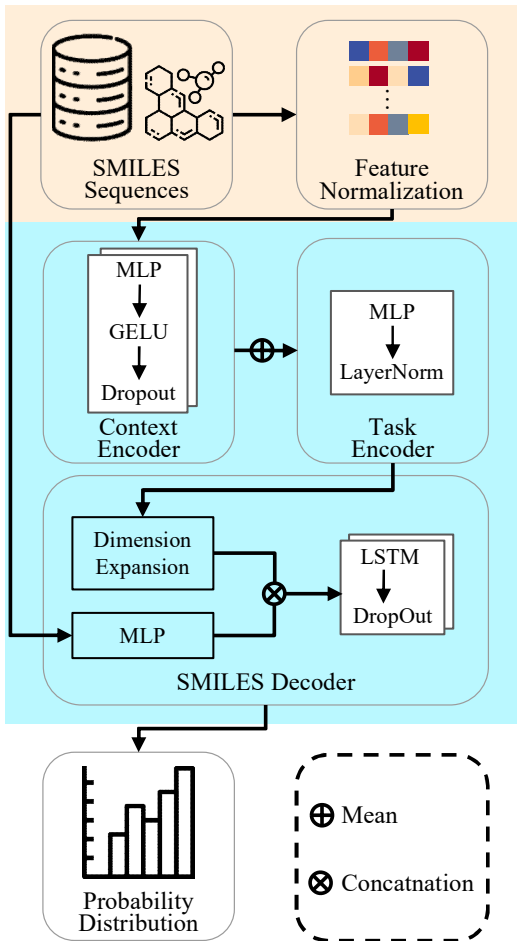 SMILES
Sequences
Feature
Normalization
MLP
GELU
Dropout
Context
Encoder
MLP
LayerNorm
Task
Encoder
Dimension
Expansion
MLP
LSTM
DropOut
SMILES Decoder
Probability
Distribution
Mean
Concatnation